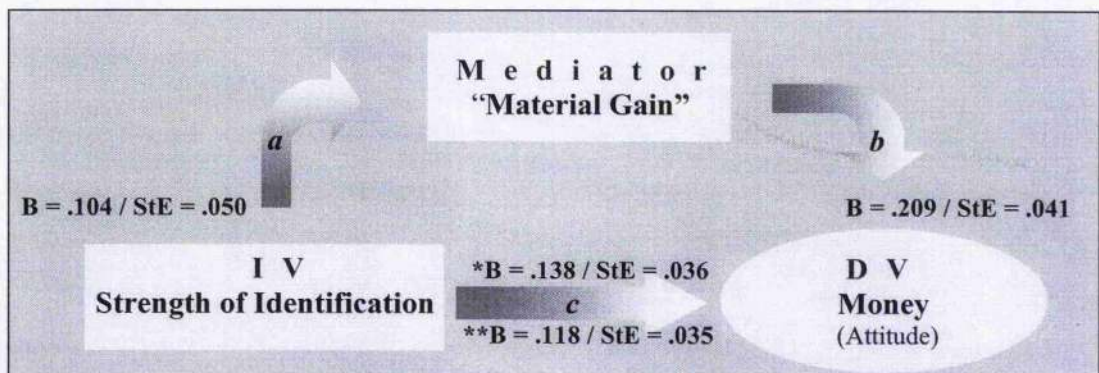 M e d i a t o r
“Material Gain”
a
b
B = .104 / StE = .050
B = .209 / StE = .041
I V
Strength of Identification
*B = .138 / StE = .036
c
**B = .118 / StE = .035
D V
Money
(Attitude)